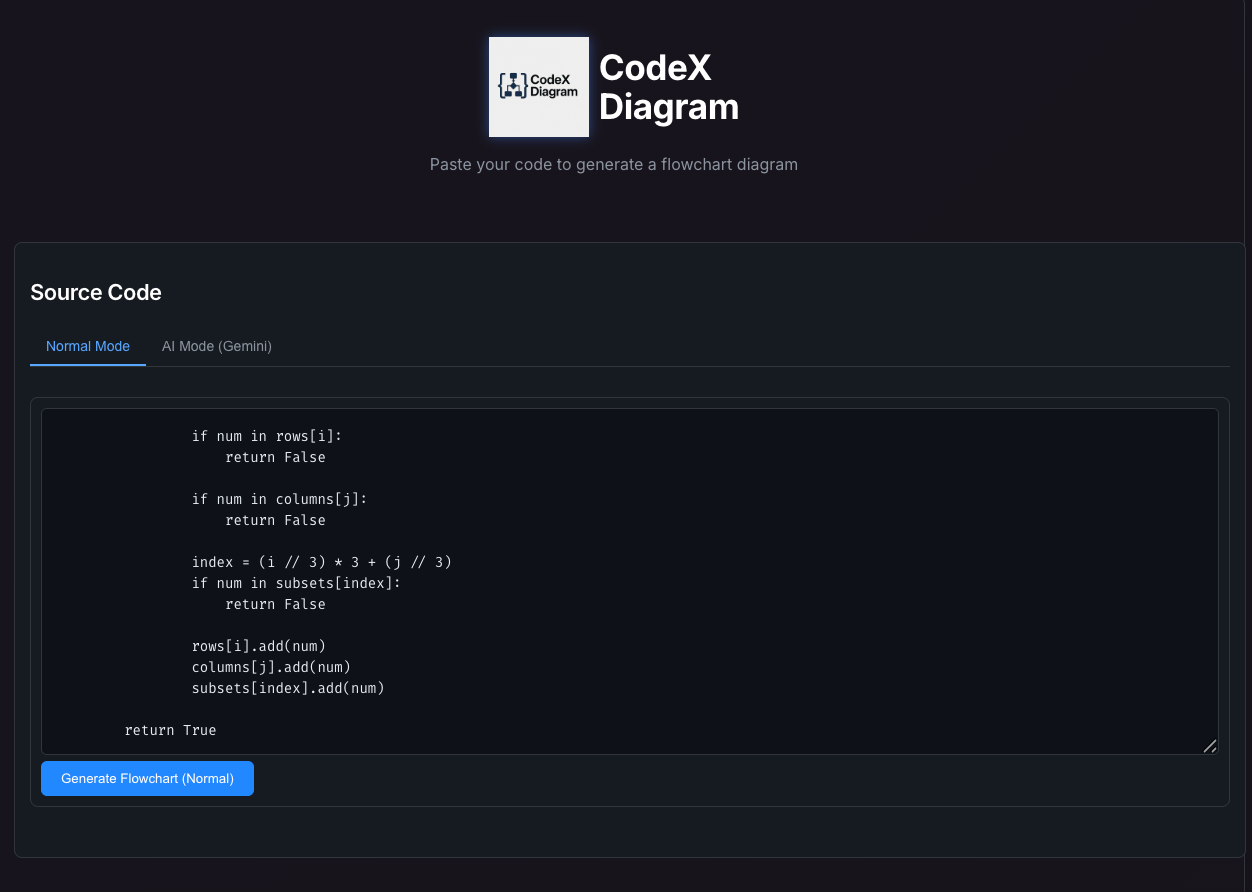 CodeX
Diagram
CodeX
Diagram
Paste your code to generate a flowchart diagram
Source Code
Normal Mode
AI Mode (Gemini)
if num in rows[i]:
return False
if num in columns[j]:
return False
index = (i // 3) * 3 + (j // 3)
if num in subsets[index]:
return False
rows[i].add(num)
columns[j].add(num)
subsets[index].add(num)
return True
Generate Flowchart (Normal)